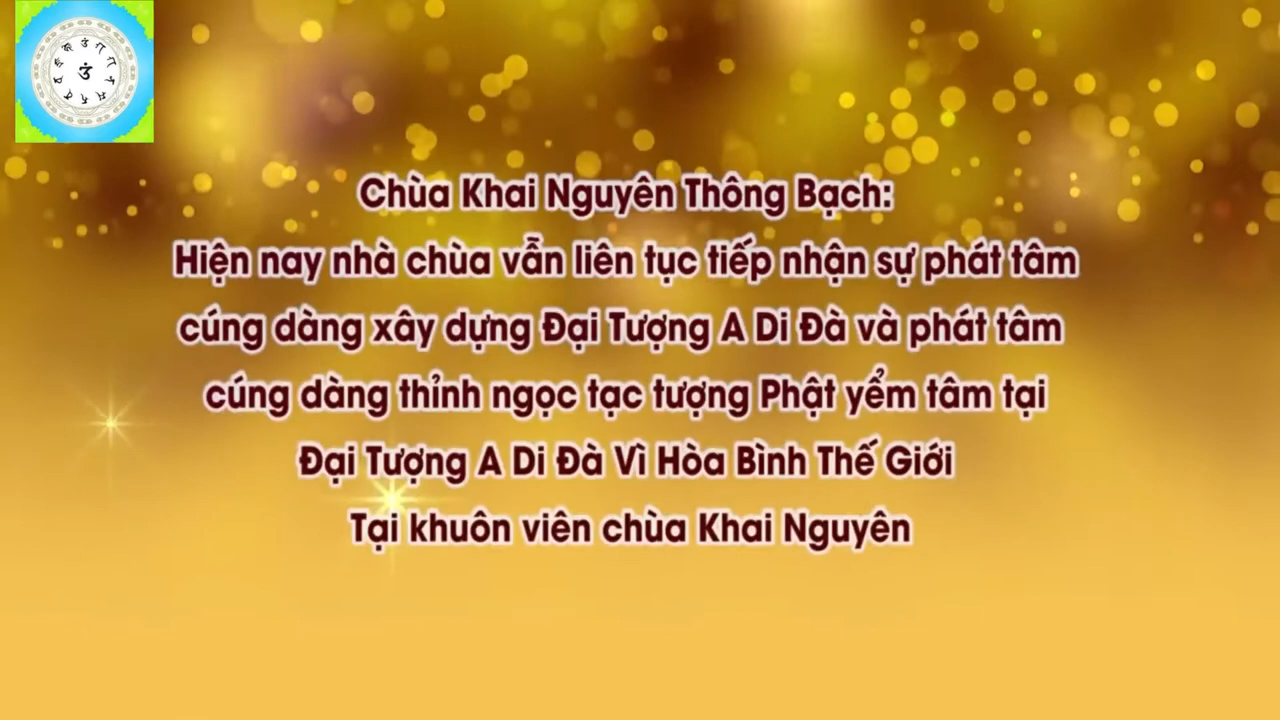 Chùa Khai Nguyên Thông Bạch:
Hiện nay nhà chùa vẫn liên tục tiếp nhận sự phát tâm
cúng dàng xây dựng Đại Tượng A Di Đà và phát tâm
cúng dàng thỉnh ngọc tạc tượng Phật yểm tâm tại
Đại Tượng A Di Đà Vì Hòa Bình Thế Giới
Tại khuôn viên chùa Khai Nguyên